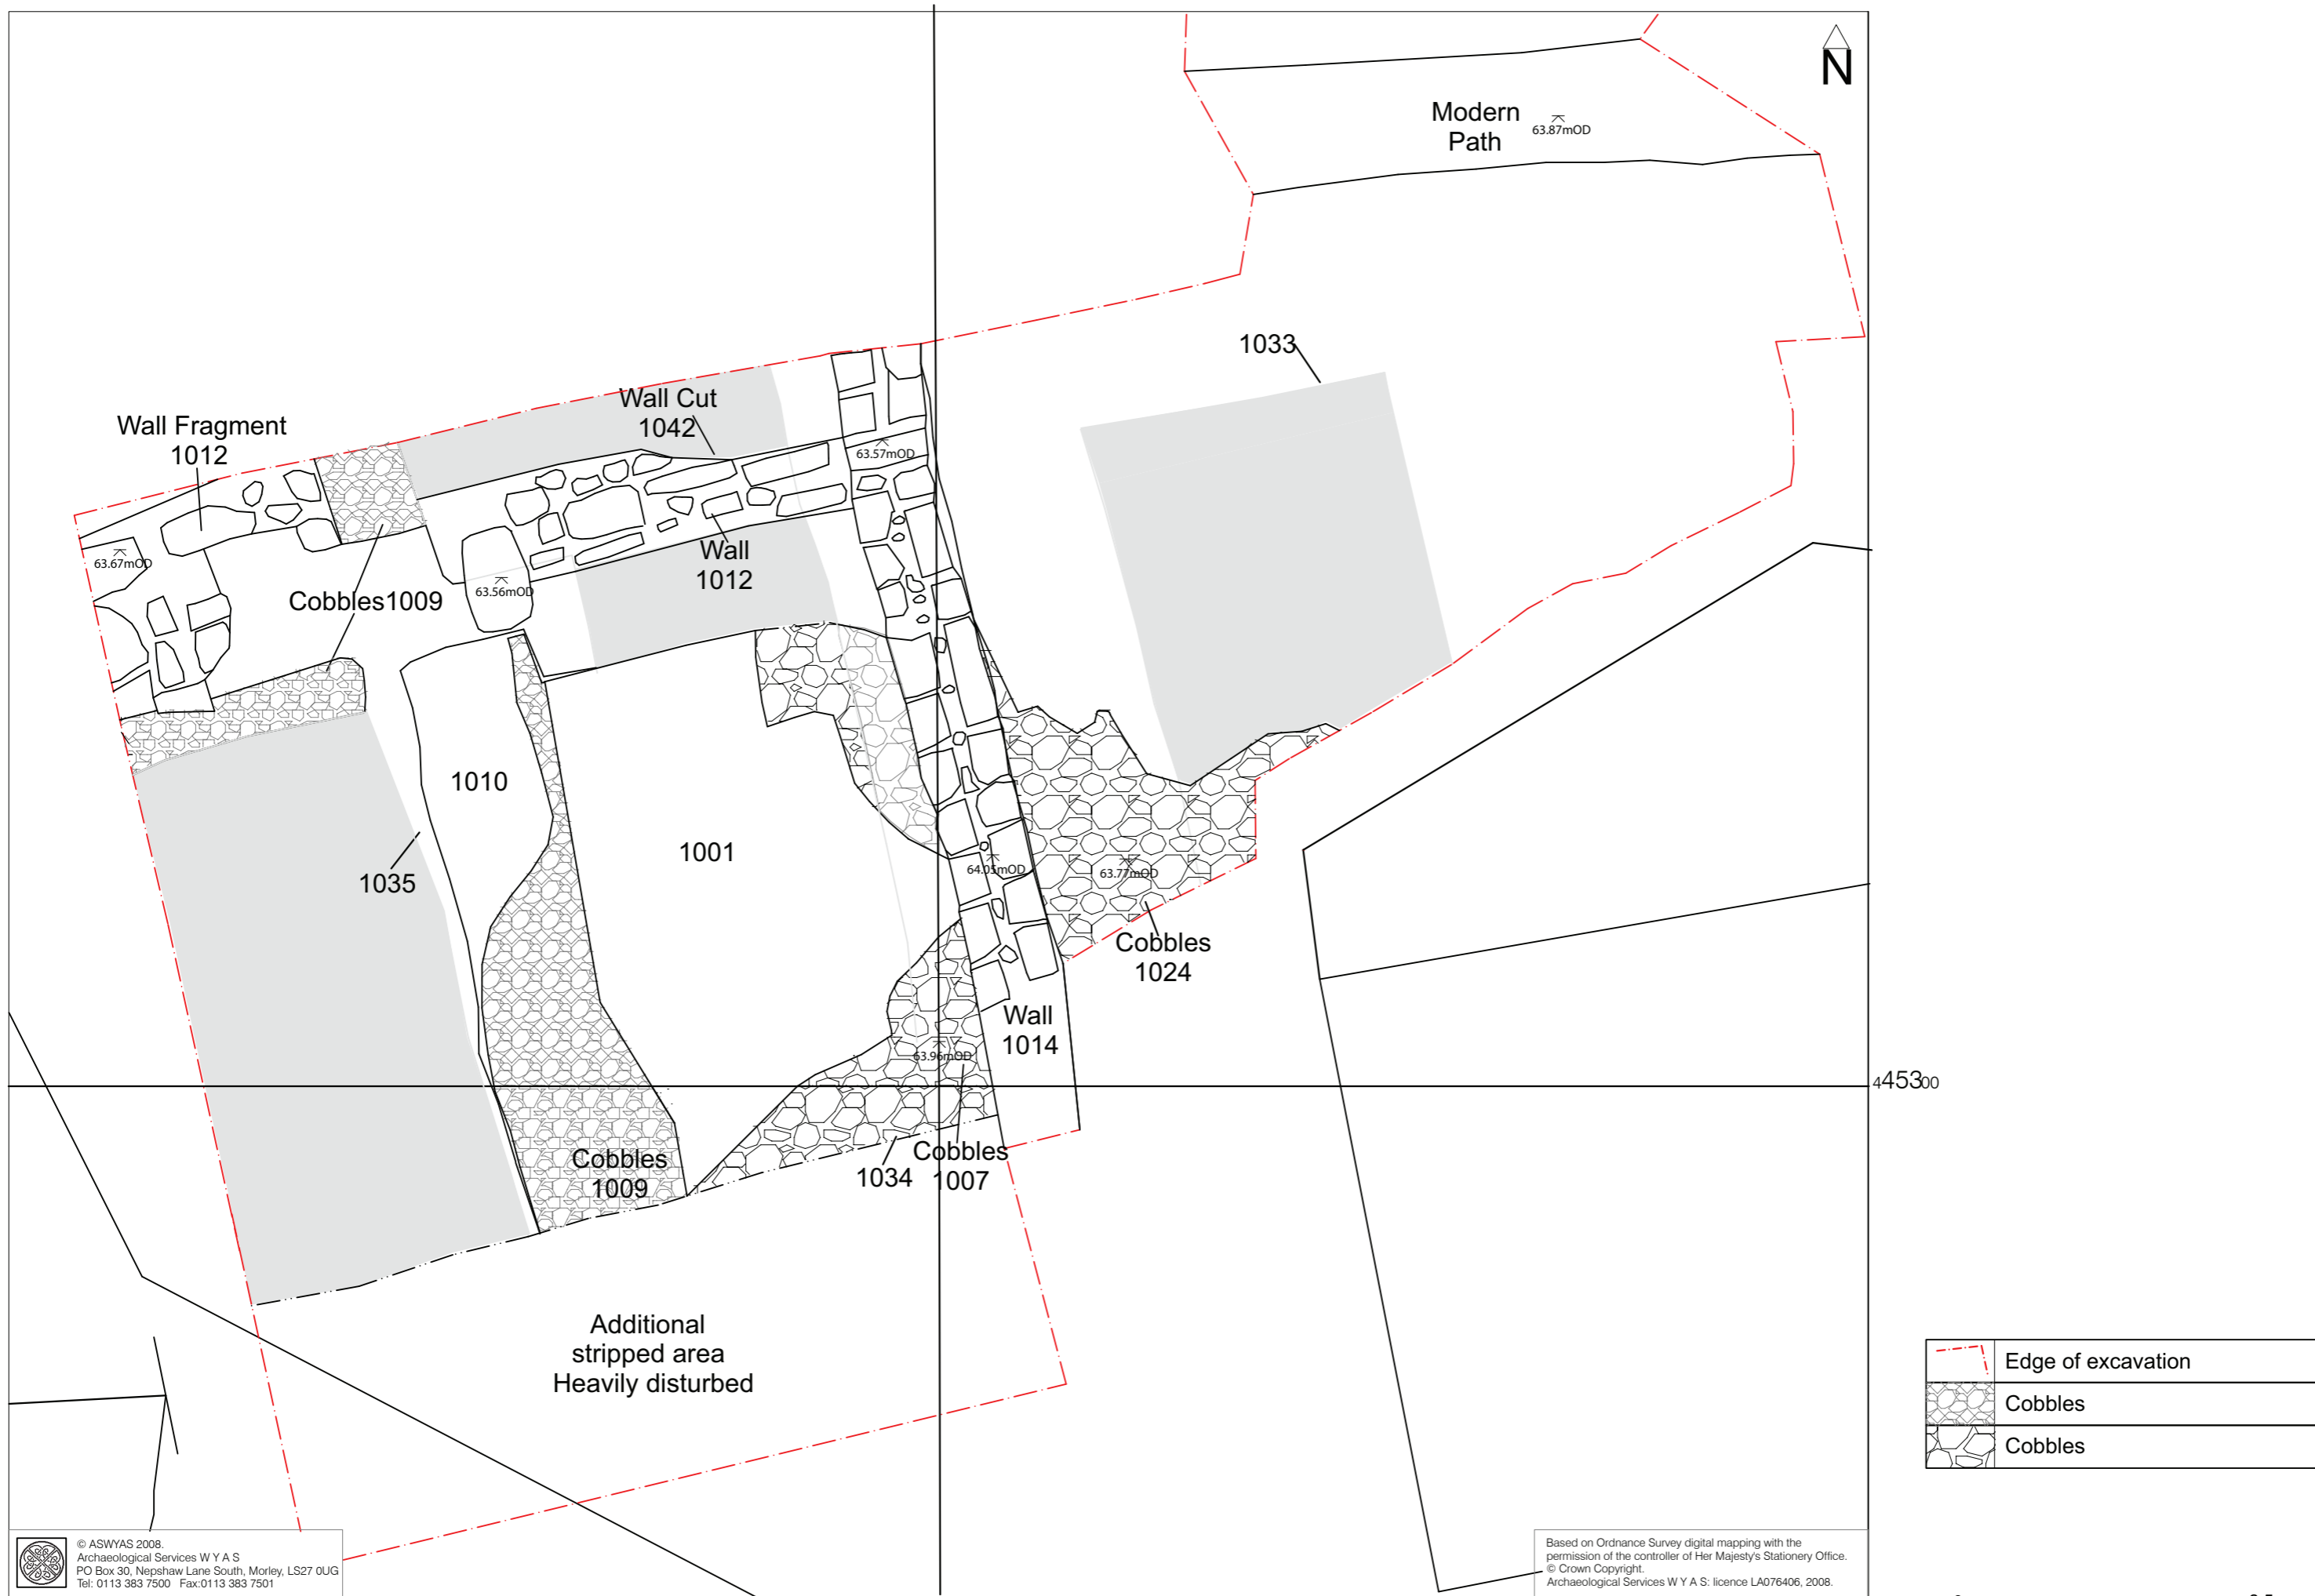 N
Modern
Path
63.87mOD
1033
Wall Cut
1042
Wall Fragment
1012
63.57mOD
63.67mOD
Wall
1012
63.56mOD
Cobbles1009
1010
1001
1035
64.05mOD
63.77mOD
Cobbles
1024
Wall
1014
63.96mOD
445300
Cobbles
1009
1034
Cobbles
1007
Additional
stripped area
Heavily disturbed
Edge of excavation
Cobbles
Cobbles
© ASWYAS 2008.
Archaeological Services W Y A S
PO Box 30, Nepshaw Lane South, Morley, LS27 0UG
Tel: 0113 383 7500 Fax:0113 383 7501
Based on Ordnance Survey digital mapping with the
permission of the controller of Her Majesty's Stationery Office.
© Crown Copyright.
Archaeological Services W Y A S: licence LA076406, 2008.